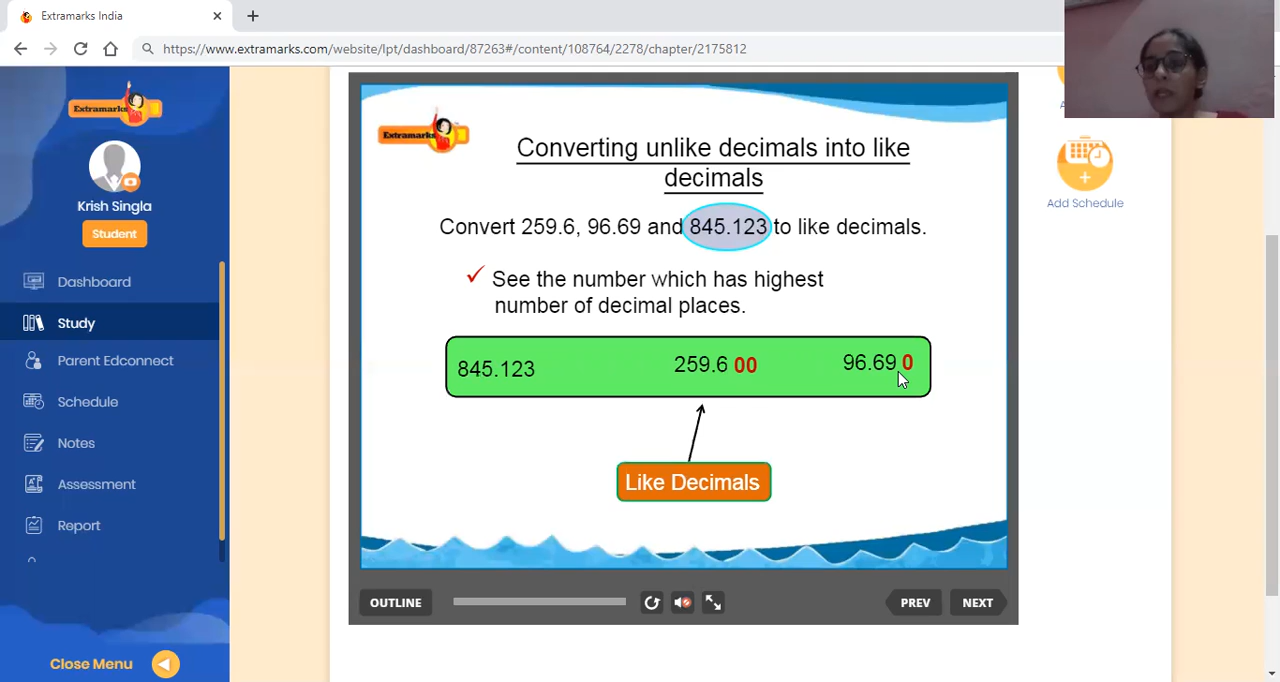 Extramarks India
https://www.extramarks.com/website/lpt/dashboard/87263#/content/108764/2278/chapter/2175812
Extramarks
Krish Singla
Student
Dashboard
Study
Parent Edconnect
Schedule
Notes
Assessment
Report
Close Menu
Extramarks
Converting unlike decimals into like
decimals
Convert 259.6, 96.69 and 845.123 to like decimals.
See the number which has highest
number of decimal places.
845.123 259.6 00 96.69 0
Like Decimals
OUTLINE
PREV
NEXT
Add Schedule